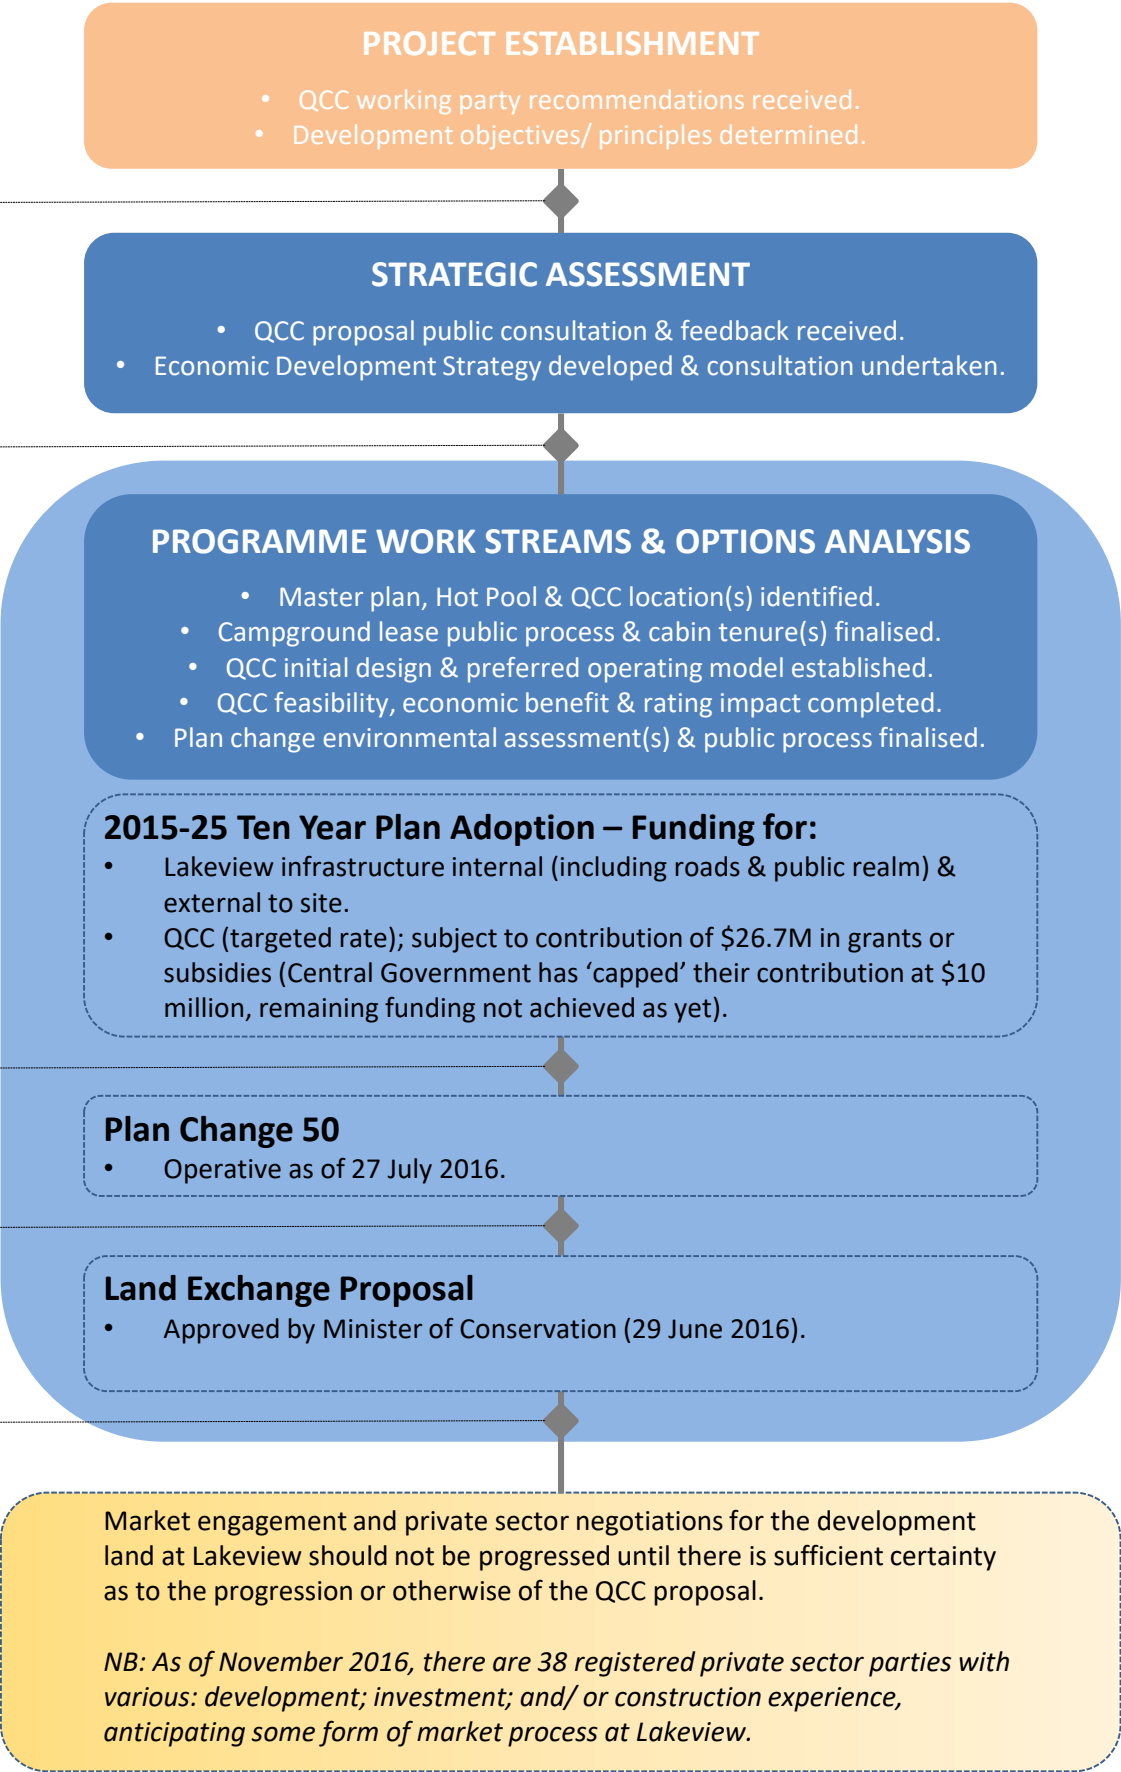 PROJECT ESTABLISHMENT
• QCC working party recommendations received.
• Development objectives/ principles determined.
STRATEGIC ASSESSMENT
• QCC proposal public consultation & feedback received.
• Economic Development Strategy developed & consultation undertaken.
PROGRAMME WORK STREAMS & OPTIONS ANALYSIS
• Master plan, Hot Pool & QCC location(s) identified.
• Campground lease public process & cabin tenure(s) finalised.
• QCC initial design & preferred operating model established.
• QCC feasibility, economic benefit & rating impact completed.
• Plan change environmental assessment(s) & public process finalised.
2015-25 Ten Year Plan Adoption – Funding for:
• Lakeview infrastructure internal (including roads & public realm) &
external to site.
• QCC (targeted rate); subject to contribution of $26.7M in grants or
subsidies (Central Government has ‘capped’ their contribution at $10
million, remaining funding not achieved as yet).
Plan Change 50
• Operative as of 27 July 2016.
Land Exchange Proposal
• Approved by Minister of Conservation (29 June 2016).
Market engagement and private sector negotiations for the development
land at Lakeview should not be progressed until there is sufficient certainty
as to the progression or otherwise of the QCC proposal.
NB: As of November 2016, there are 38 registered private sector parties with
various: development; investment; and/ or construction experience,
anticipating some form of market process at Lakeview.